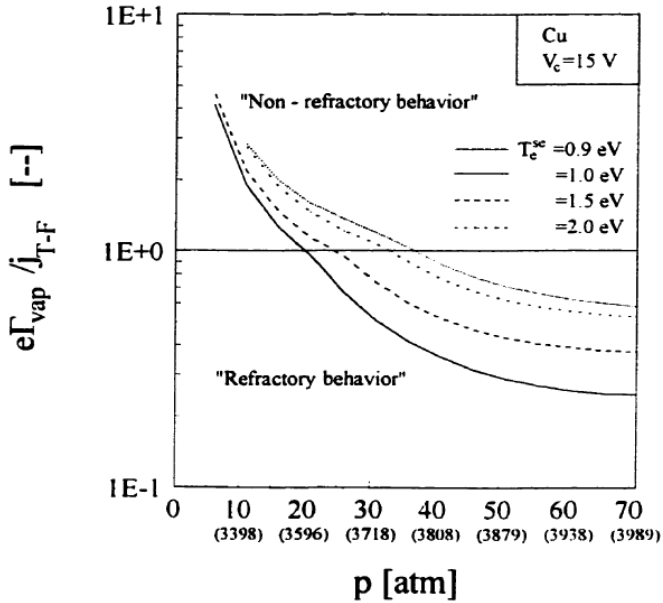 1E+1
Cu
V_c=15 V
"Non - refractory behavior"
T_e^se =0.9 eV
=1.0 eV
=1.5 eV
=2.0 eV
eΓ_vap /j_T-F [--]
1E+0
"Refractory behavior"
1E-1
0 10 20 30 40 50 60 70
(3398) (3596) (3718) (3808) (3879) (3938) (3989)
p [atm]